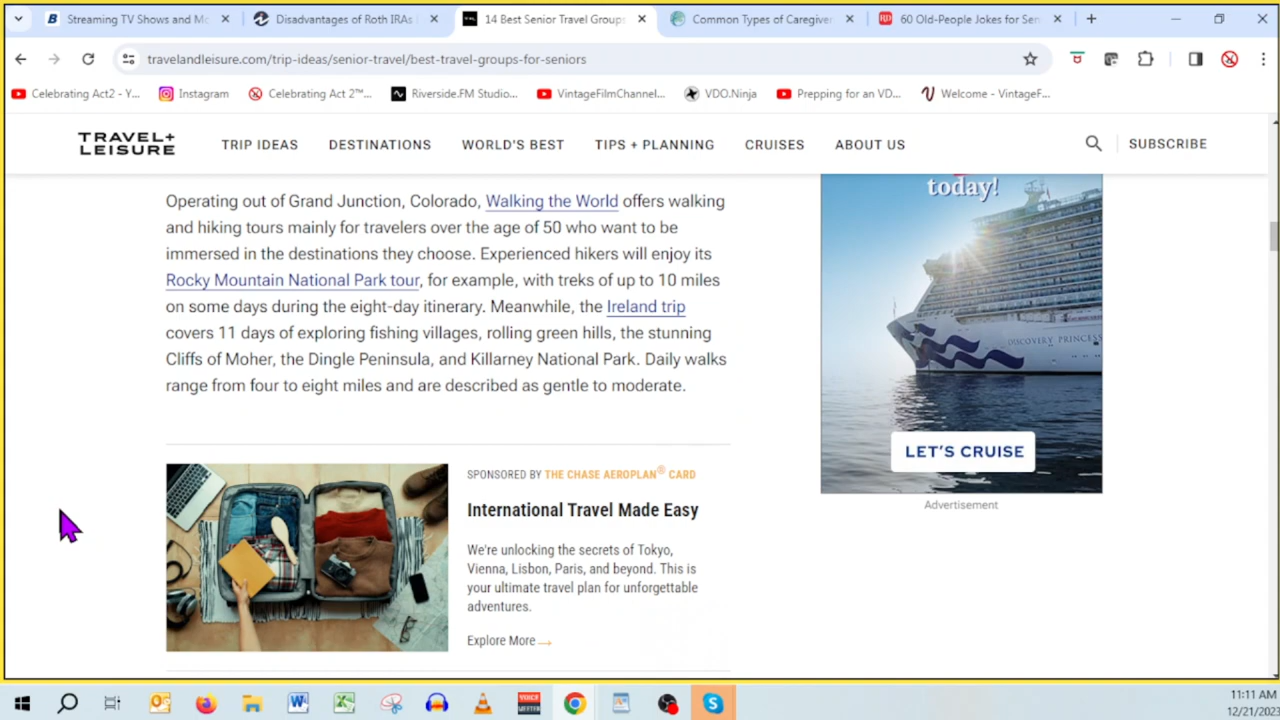 Streaming TV Shows and Mo
Disadvantages of Roth IRAs
14 Best Senior Travel Groups
Common Types of Caregiver
60 Old-People Jokes for Sen
travelandleisure.com/trip-ideas/senior-travel/best-travel-groups-for-seniors
Celebrating Act2 - Y...
Instagram
Celebrating Act 2™...
Riverside.FM Studio...
VintageFilmChannel...
VDO.Ninja
Prepping for an VD...
Welcome - VintageF...
TRAVEL+
LEISURE
TRIP IDEAS
DESTINATIONS
WORLD'S BEST
TIPS + PLANNING
CRUISES
ABOUT US
SUBSCRIBE
Operating out of Grand Junction, Colorado, Walking the World offers walking
and hiking tours mainly for travelers over the age of 50 who want to be
immersed in the destinations they choose. Experienced hikers will enjoy its
Rocky Mountain National Park tour, for example, with treks of up to 10 miles
on some days during the eight-day itinerary. Meanwhile, the Ireland trip
covers 11 days of exploring fishing villages, rolling green hills, the stunning
Cliffs of Moher, the Dingle Peninsula, and Killarney National Park. Daily walks
range from four to eight miles and are described as gentle to moderate.
today!
DISCOVERY PRINCESS
LET'S CRUISE
Advertisement
SPONSORED BY THE CHASE AEROPLAN® CARD
International Travel Made Easy
We're unlocking the secrets of Tokyo,
Vienna, Lisbon, Paris, and beyond. This is
your ultimate travel plan for unforgettable
adventures.
Explore More
VOICE
MEETER
11:11 AM
12/21/2023